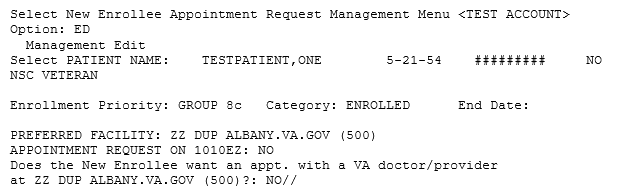 Select New Enrollee Appointment Request Management Menu <TEST ACCOUNT>
Option: ED
Management Edit
Select PATIENT NAME: TESTPATIENT,ONE 5-21-54 ######### NO
NSC VETERAN
Enrollment Priority: GROUP 8c Category: ENROLLED End Date:
PREFERRED FACILITY: ZZ DUP ALBANY.VA.GOV (500)
APPOINTMENT REQUEST ON 1010EZ: NO
Does the New Enrollee want an appt. with a VA doctor/provider
at ZZ DUP ALBANY.VA.GOV (500)?: NO//